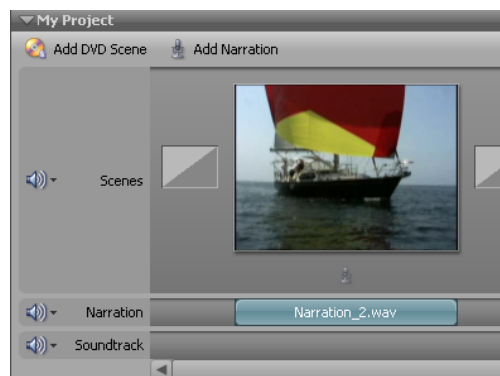 My Project
Add DVD Scene Add Narration
Scenes
Narration Narration_2.wav
Soundtrack